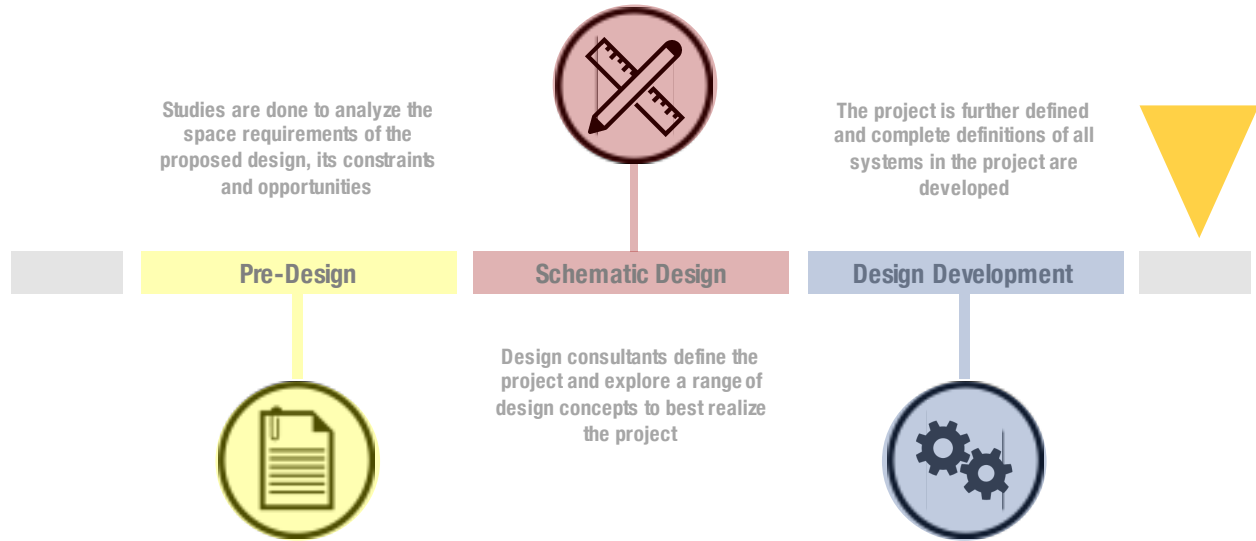 Studies are done to analyze the
space requirements of the
proposed design, its constraints
and opportunities
The project is further defined
and complete definitions of all
systems in the project are
developed
Pre-Design
Schematic Design
Design Development
Design consultants define the
project and explore a range of
design concepts to best realize
the project